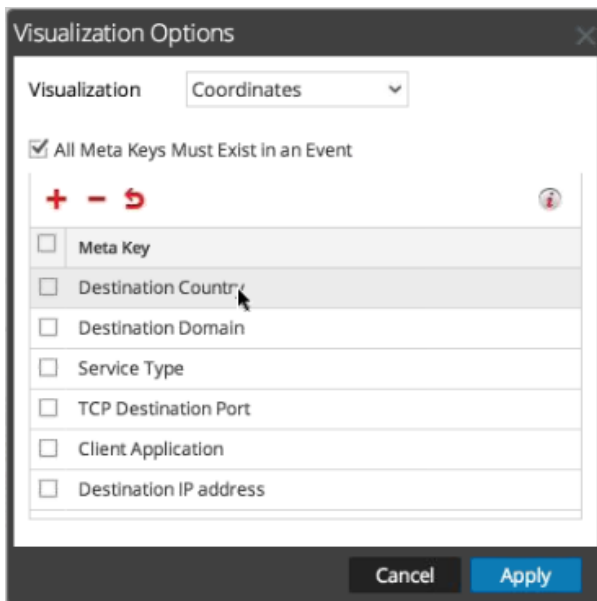 Visualization Options
Visualization Coordinates
All Meta Keys Must Exist in an Event
Meta Key
Destination Country
Destination Domain
Service Type
TCP Destination Port
Client Application
Destination IP address
Cancel Apply